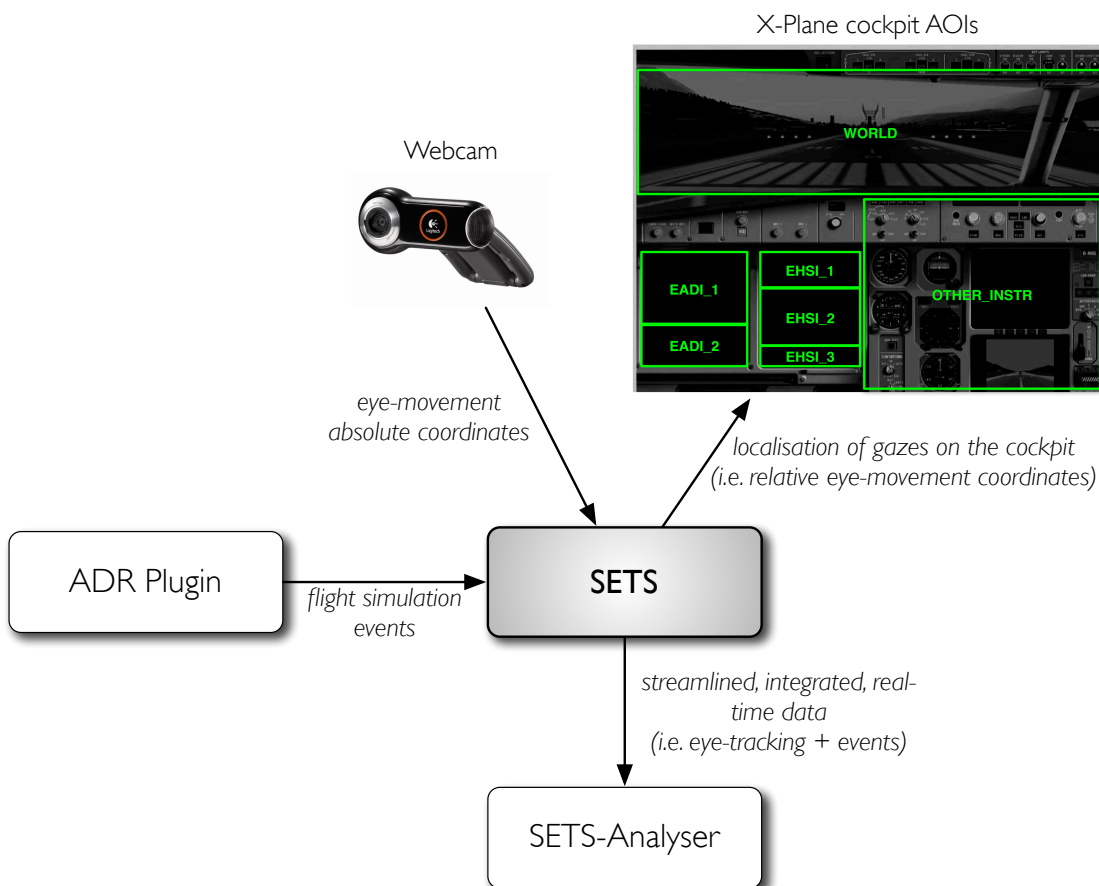 X-Plane cockpit AOIs
WORLD
Webcam
Logitech
EADI_1
EADI_2
EHSI_1
EHSI_2
EHSI_3
OTHER_INSTR
eye-movement
absolute coordinates
localisation of gazes on the cockpit
(i.e. relative eye-movement coordinates)
ADR Plugin
flight simulation
events
SETS
streamlined, integrated, real-
time data
(i.e. eye-tracking + events)
SETS-Analyser